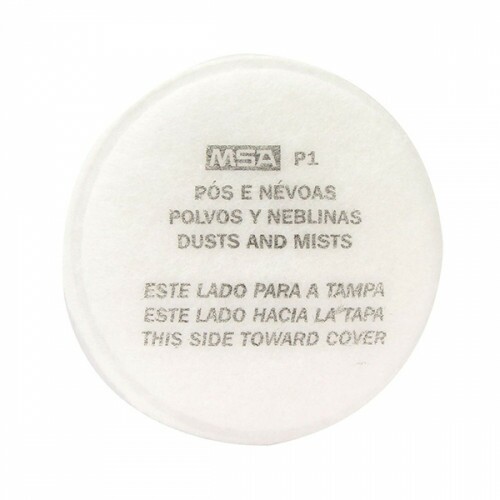 MSA P1
PÓS E NÉVOAS
POLVOS Y NEBLINAS
DUSTS AND MISTS
ESTE LADO PARA A TAMPA
ESTE LADO HACIA LA TAPA
THIS SIDE TOWARD COVER